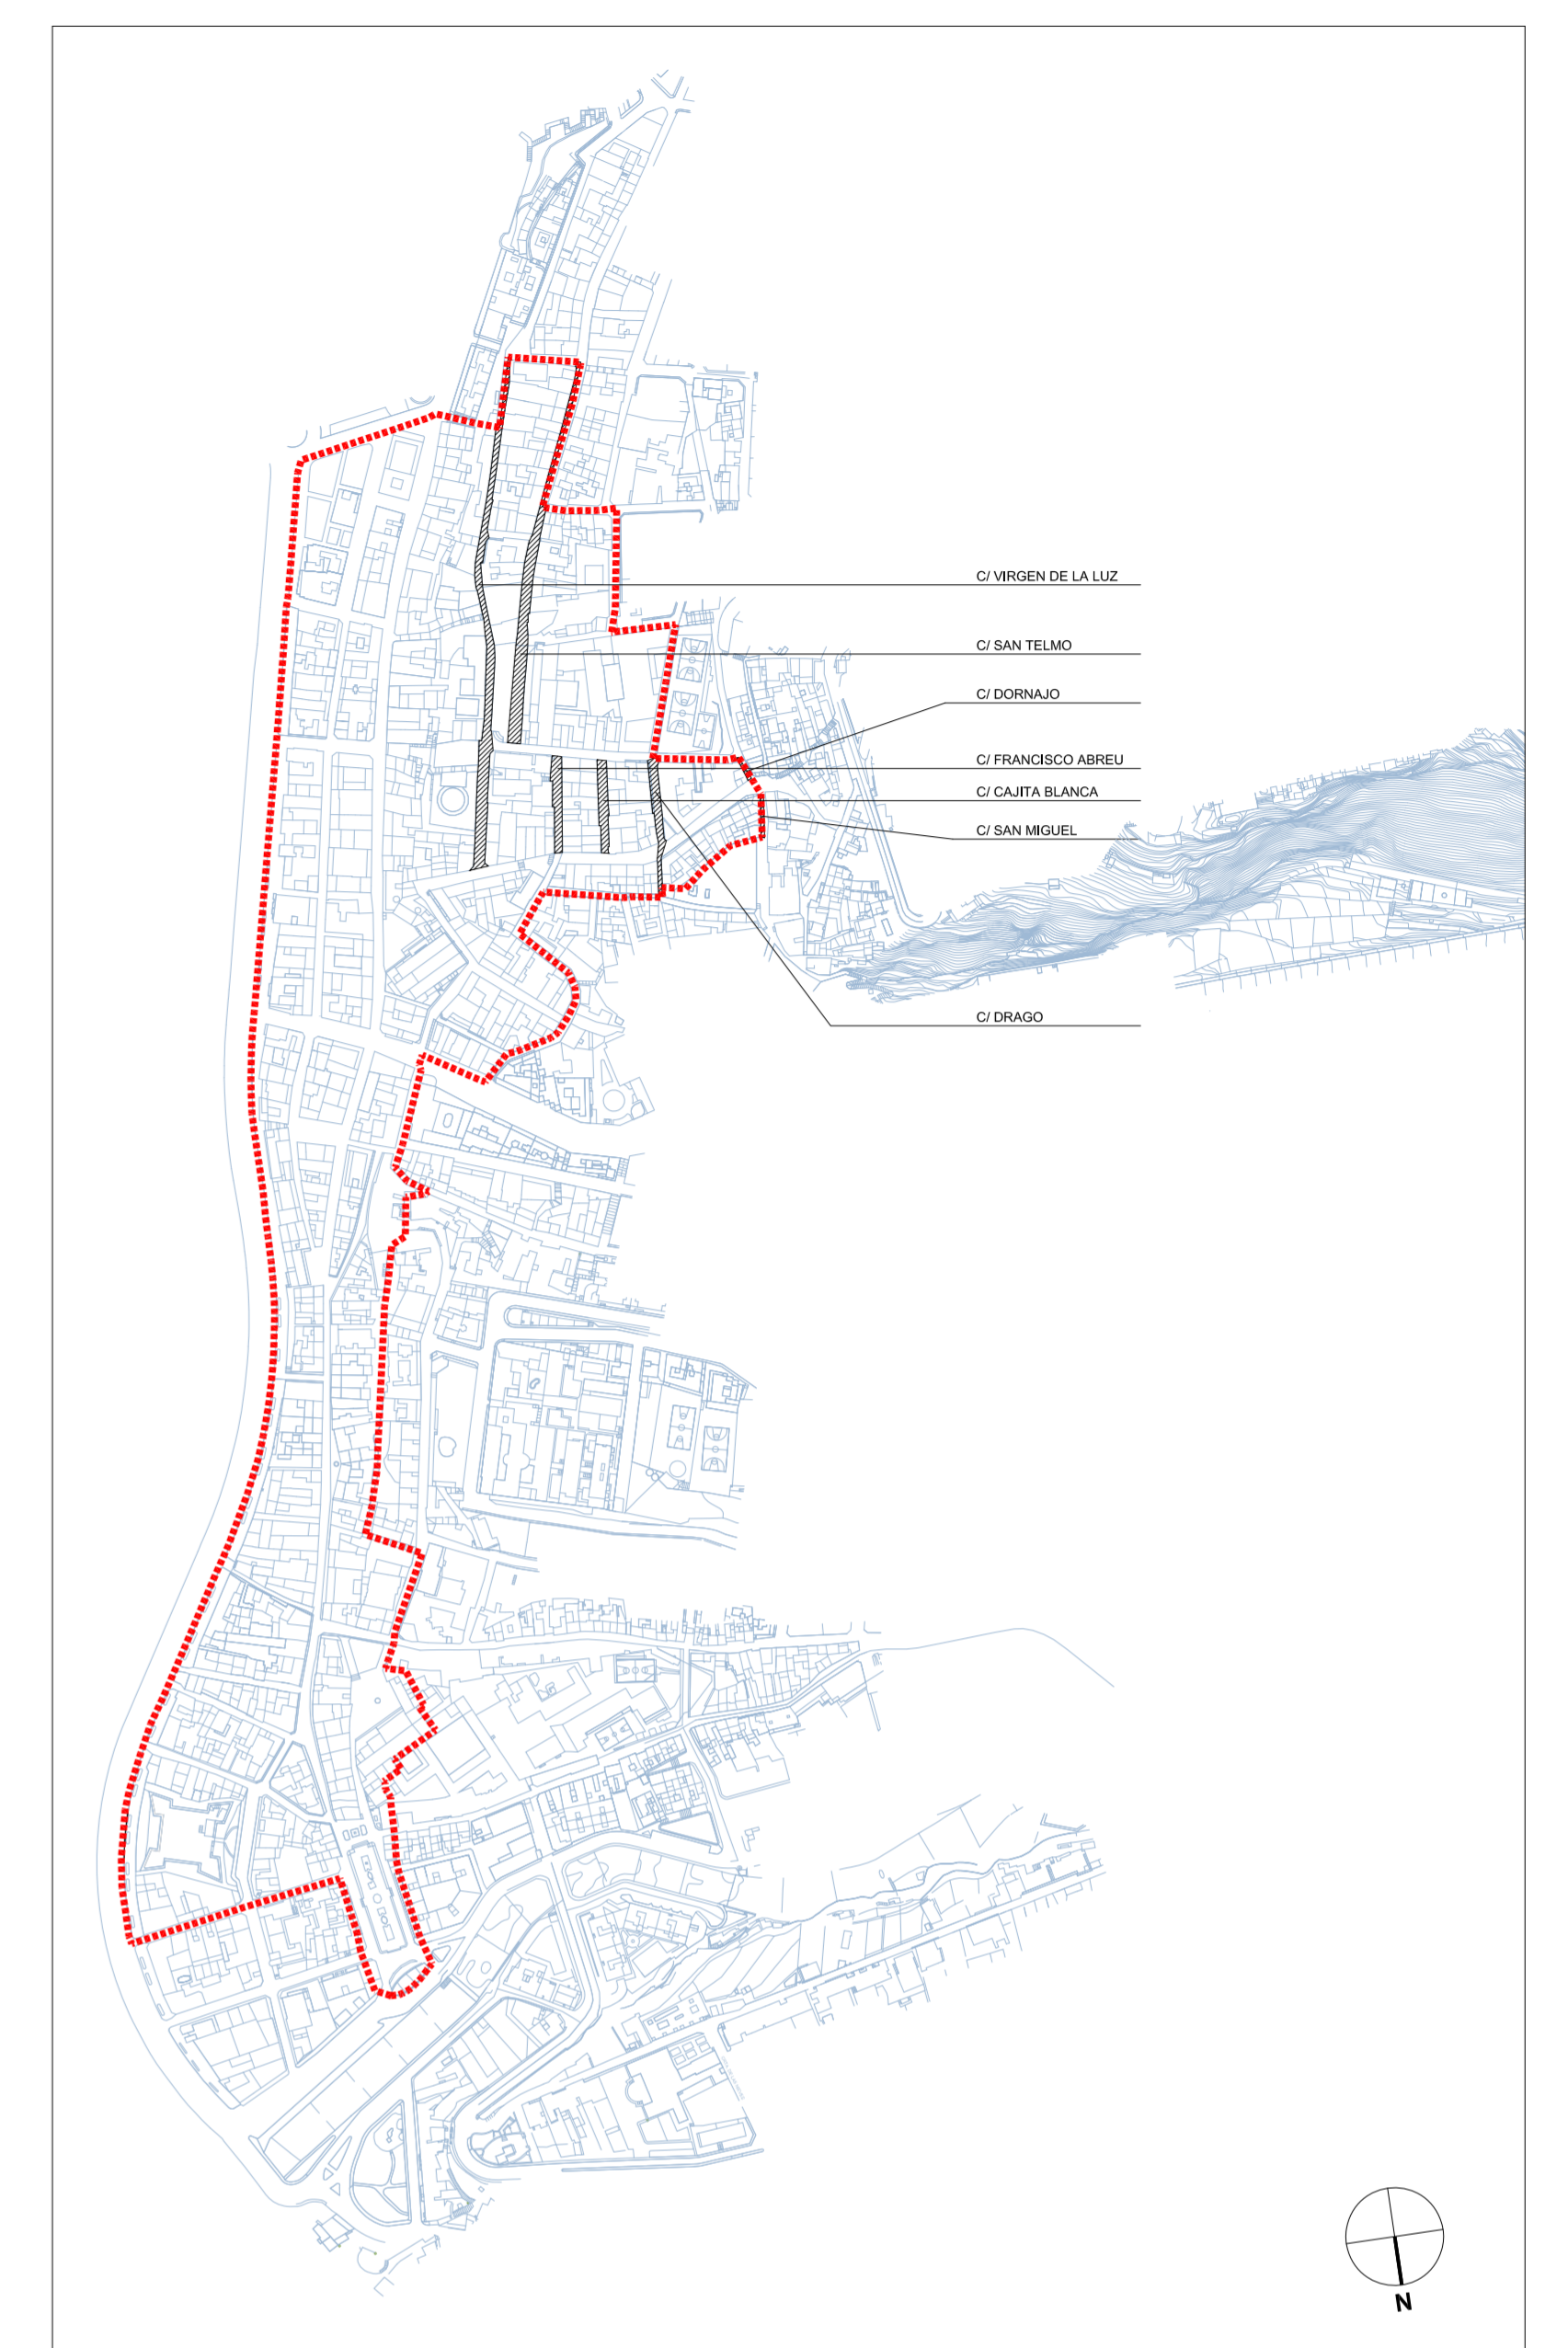 C/ VIRGEN DE LA LUZ
C/ SAN TELMO
C/ DORNAJO
C/ FRANCISCO ABREU
C/ CAJITA BLANCA
C/ SAN MIGUEL
C/ DRAGO
N